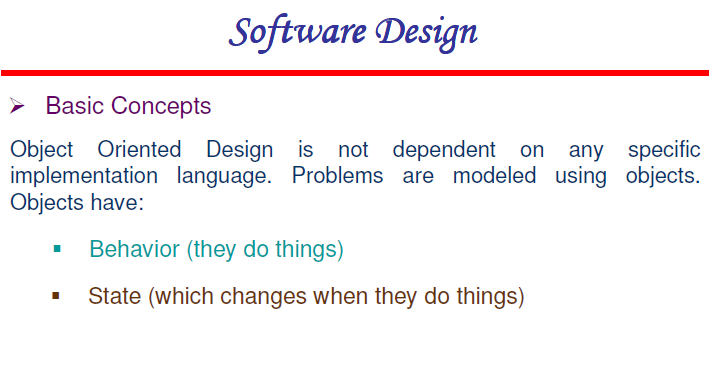 Software Design
➢ Basic Concepts
Object Oriented Design is not dependent on any specific
implementation language. Problems are modeled using objects.
Objects have:
▪ Behavior (they do things)
▪ State (which changes when they do things)